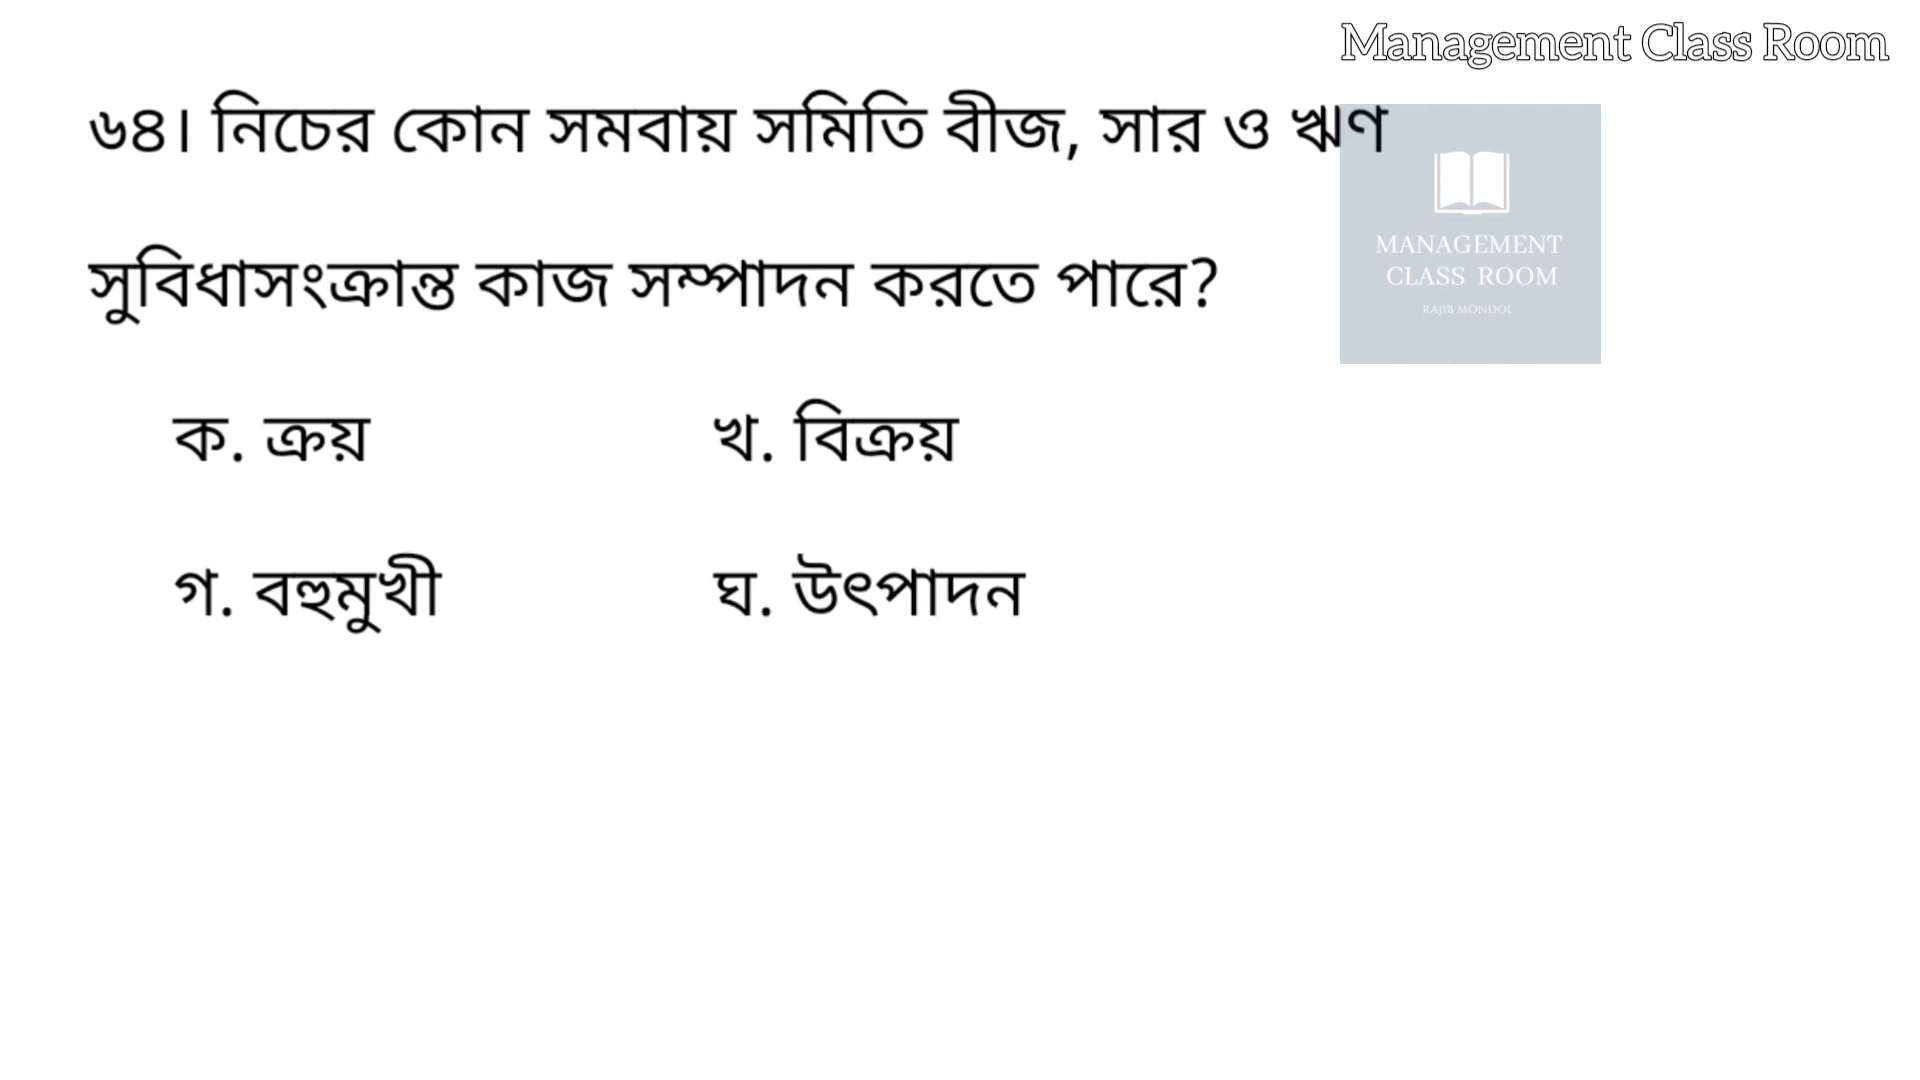 Management Class Room
৬৪। নিচের কোন সমবায় সমিতি বীজ, সার ও ঋণ
সুবিধাসংক্রান্ত কাজ সম্পাদন করতে পারে?
ক. ক্রয় খ. বিক্রয়
গ. বহুমুখী ঘ. উৎপাদন
MANAGEMENT
CLASS ROOM
RAJIB MONDOL